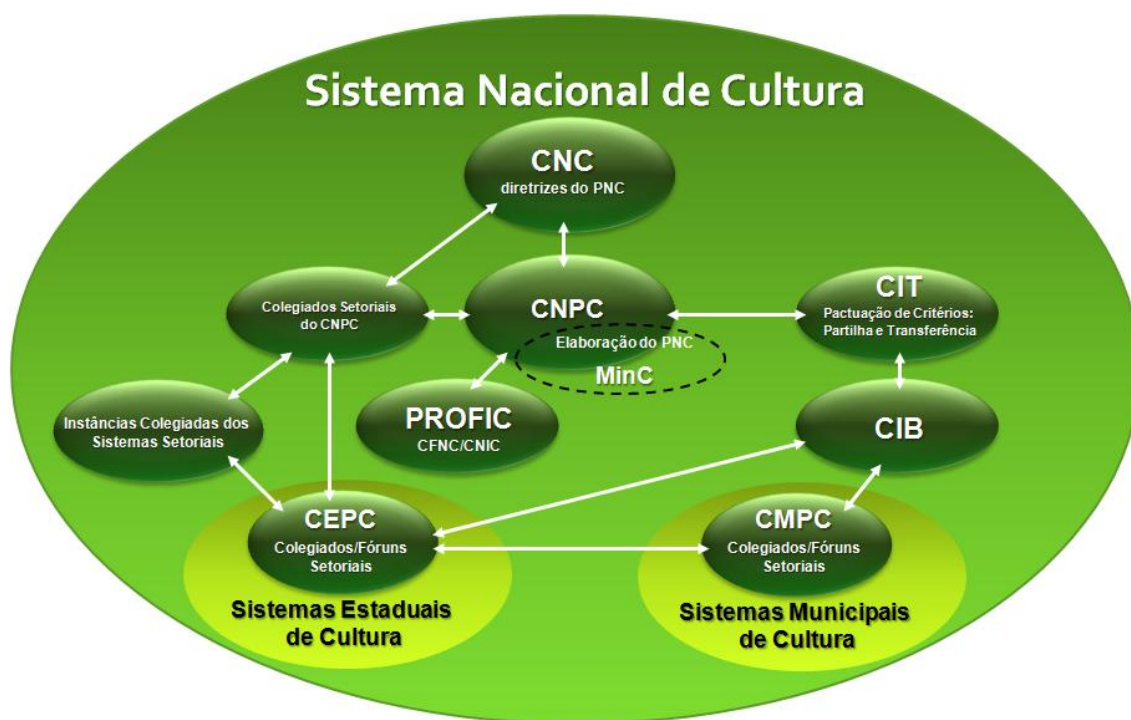 Sistema Nacional de Cultura
CNC
diretrizes do PNC
Colegiados Setoriais
do CNPC
CNPC
Elaboração do PNC
MinC
CIT
Pactuação de Critérios:
Partilha e Transferência
Instâncias Colegiadas dos
Sistemas Setoriais
PROFIC
CFNC/CNIC
CIB
CEPC
Colegiados/Fóruns
Setoriais
Sistemas Estaduais
de Cultura
CMPC
Colegiados/Fóruns
Setoriais
Sistemas Municipais
de Cultura